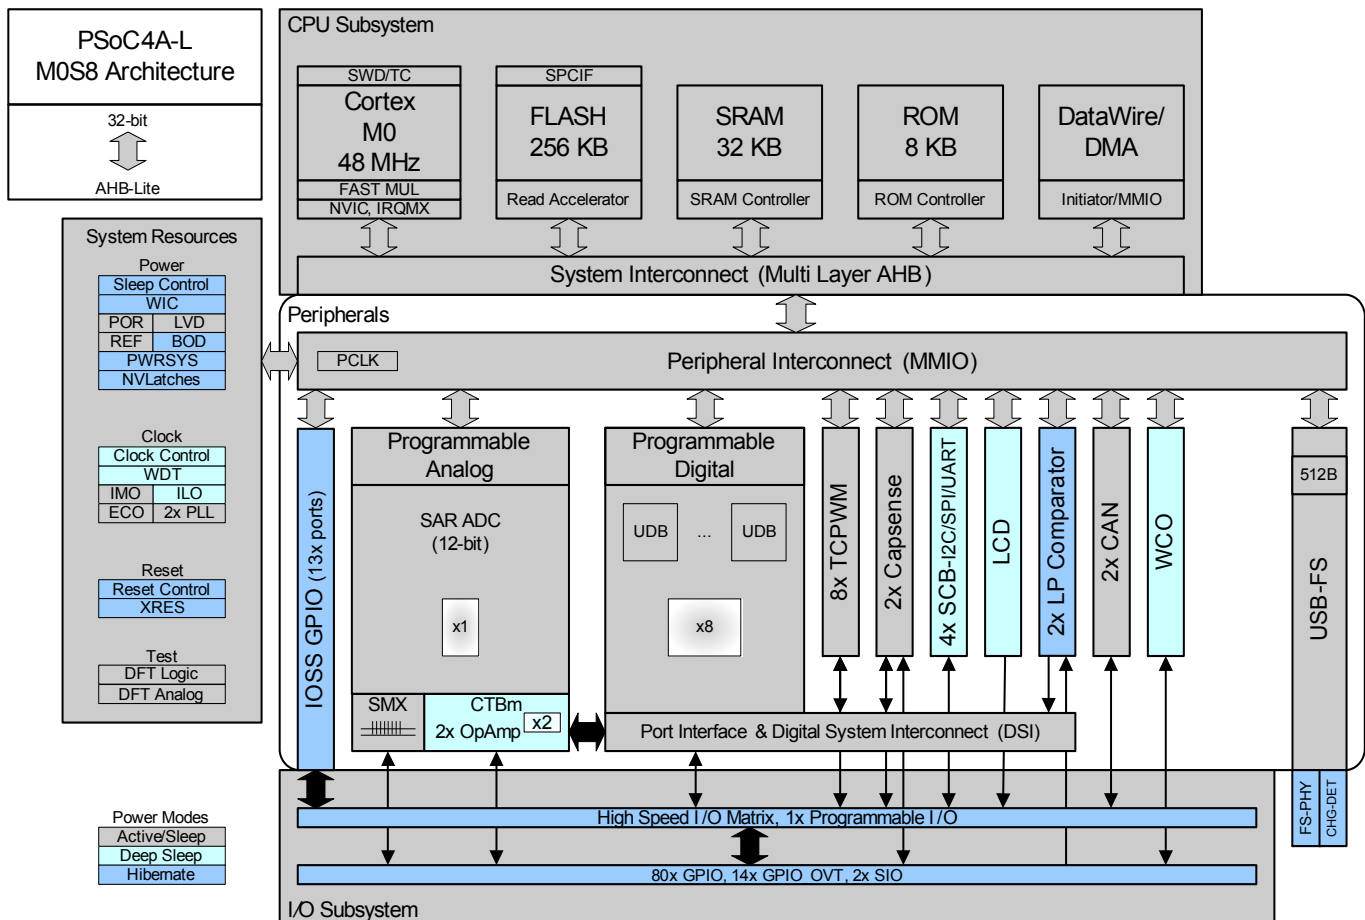 PSoC4A-L
M0S8 Architecture
32-bit
AHB-Lite
CPU Subsystem
SWD/TC
Cortex
M0
48 MHz
FAST MUL
NVIC, IRQMX
SPCIF
FLASH
256 KB
Read Accelerator
SRAM
32 KB
SRAM Controller
ROM
8 KB
ROM Controller
DataWire/
DMA
Initiator/MMIO
System Interconnect (Multi Layer AHB)
System Resources
Power
Sleep Control
WIC
POR LVD
REF BOD
PWRSYS
NVLatches
Clock
Clock Control
WDT
IMO ILO
ECO 2x PLL
Reset
Reset Control
XRES
Test
DFT Logic
DFT Analog
Peripherals
PCLK
Peripheral Interconnect (MMIO)
IOSS GPIO (13x ports)
Programmable
Analog
SAR ADC
(12-bit)
x1
SMX
CTBm
2x OpAmp x2
Programmable
Digital
UDB ... UDB
x8
8x TCPWM
2x Capsense
4x SCB-I2C/SPI/UART
LCD
2x LP Comparator
2x CAN
WCO
512B
USB-FS
Port Interface & Digital System Interconnect (DSI)
FS-PHY
CHG-DET
High Speed I/O Matrix, 1x Programmable I/O
80x GPIO, 14x GPIO_OVT, 2x SIO
I/O Subsystem
Power Modes
Active/Sleep
Deep Sleep
Hibernate